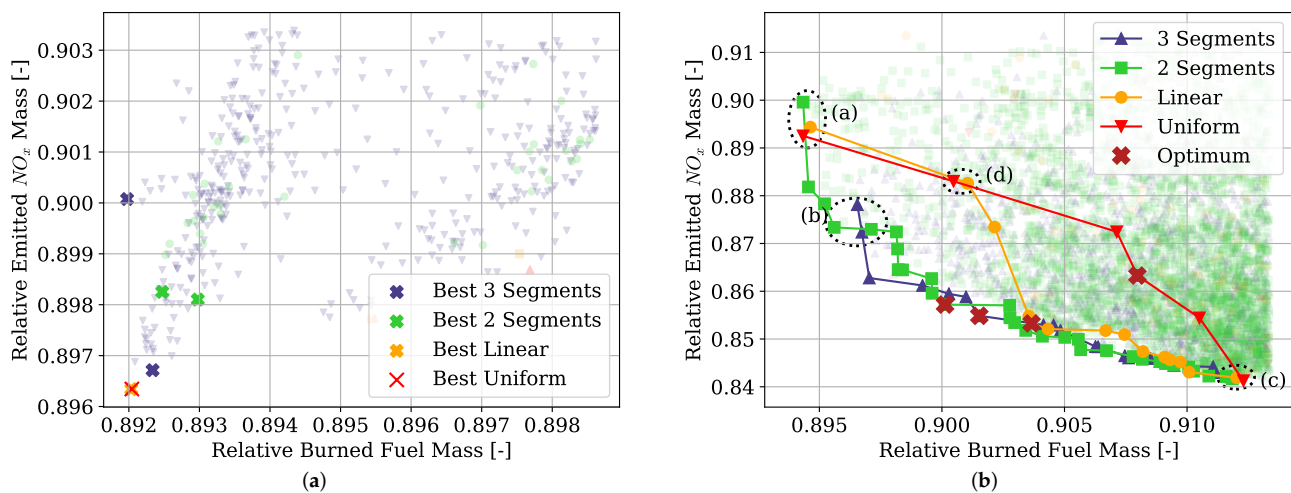 0.903
0.902
0.901
0.900
0.899
0.898
0.897
0.896
Relative Emitted NOx Mass [-]
Best 3 Segments
Best 2 Segments
Best Linear
Best Uniform
0.892 0.893 0.894 0.895 0.896 0.897 0.898
Relative Burned Fuel Mass [-]
(a)
0.91
0.90
0.89
0.88
0.87
0.86
0.85
0.84
Relative Emitted NOx Mass [-]
3 Segments
2 Segments
Linear
Uniform
Optimum
(a)
(d)
(b)
(c)
0.895 0.900 0.905 0.910
Relative Burned Fuel Mass [-]
(b)